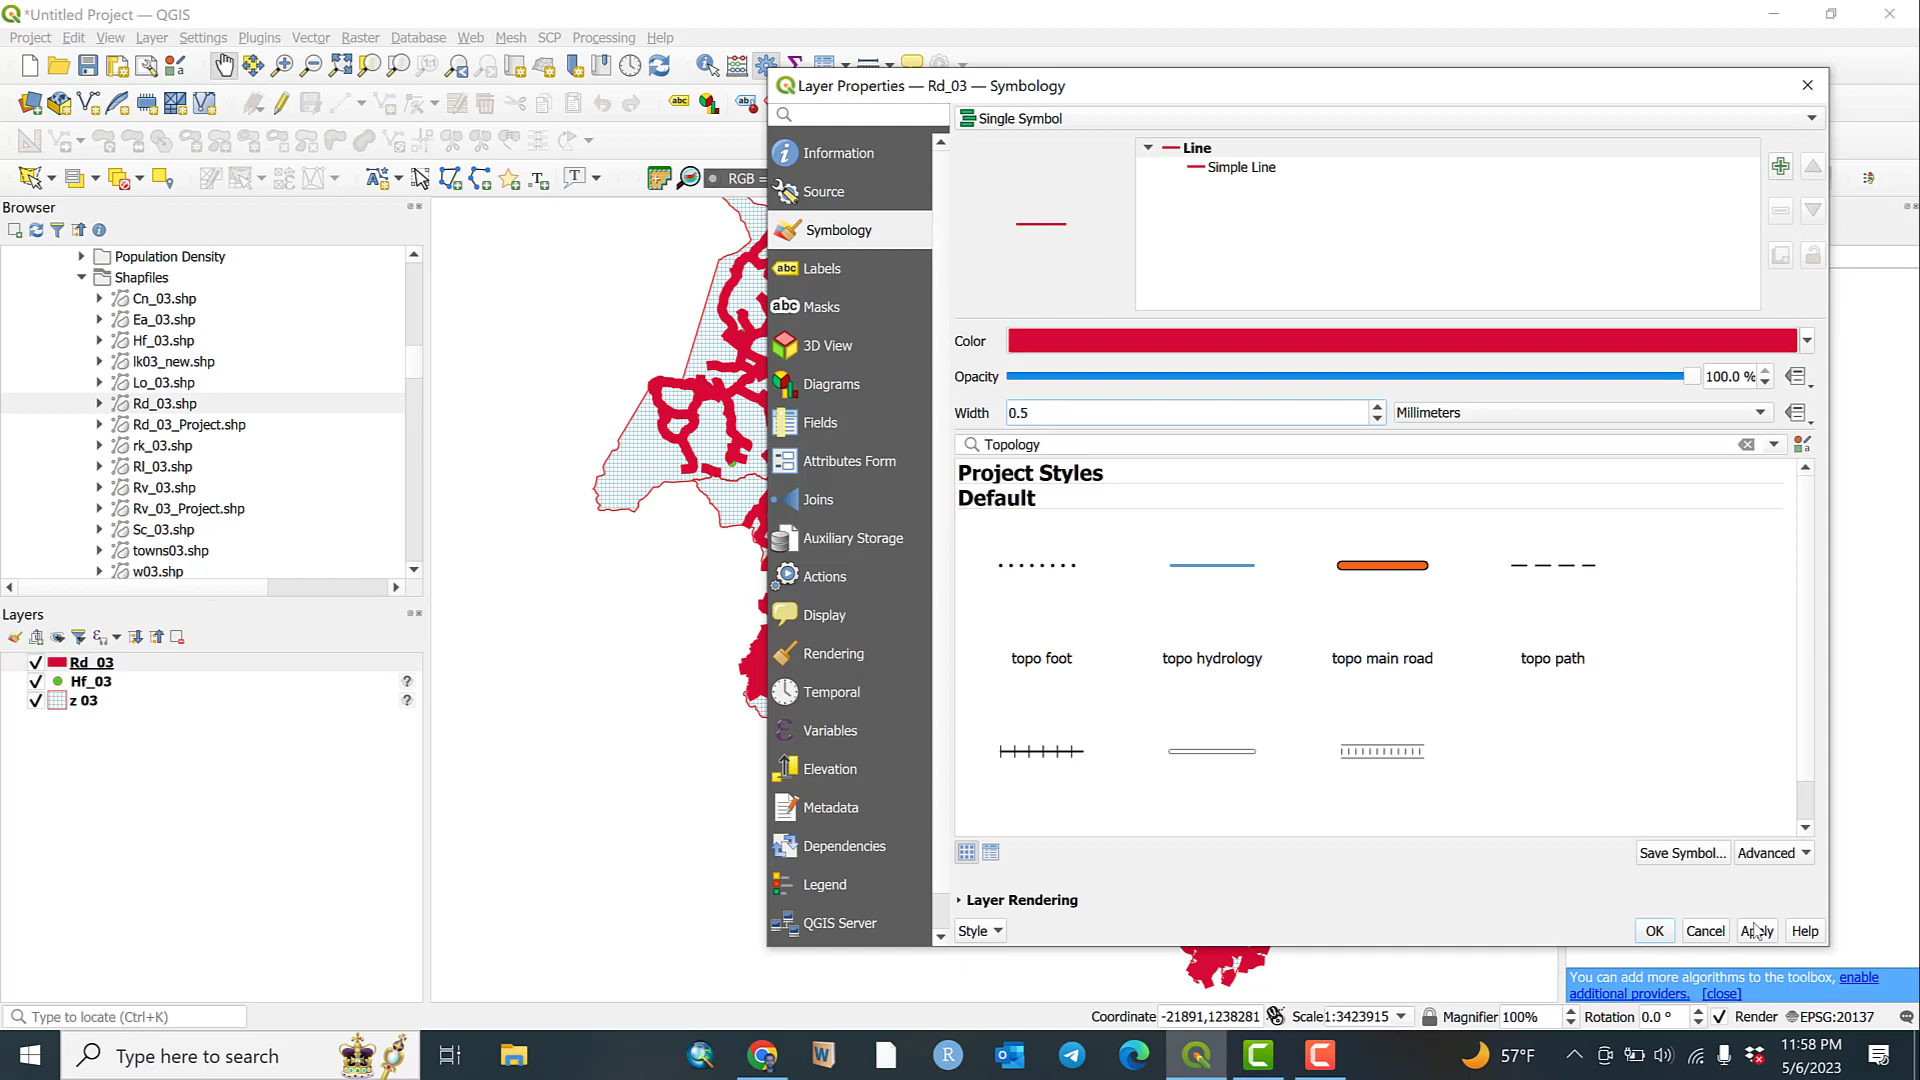 *Untitled Project — QGIS
Project Edit View Layer Settings Plugins Vector Raster Database Web Mesh SCP Processing Help
RGB =
Browser
Population Density
Shapfiles
Cn_03.shp
Ea_03.shp
Hf_03.shp
lk03_new.shp
Lo_03.shp
Rd_03.shp
Rd_03_Project.shp
rk_03.shp
Rl_03.shp
Rv_03.shp
Rv_03_Project.shp
Sc_03.shp
towns03.shp
w03.shp
Layers
Rd_03
Hf_03 ?
z 03 ?
Type to locate (Ctrl+K)
Layer Properties — Rd_03 — Symbology
Information
Source
Symbology
abc Labels
abc Masks
3D View
Diagrams
Fields
Attributes Form
Joins
Auxiliary Storage
Actions
Display
Rendering
Temporal
Variables
Elevation
Metadata
Dependencies
Legend
QGIS Server
Single Symbol
Line
Simple Line
Color
Opacity 100.0 %
Width 0.5 Millimeters
Topology
Project Styles
Default
topo foot topo hydrology topo main road topo path
Save Symbol... Advanced
Layer Rendering
Style OK Cancel Apply Help
You can add more algorithms to the toolbox, enable
additional providers. [close]
Coordinate -21891,1238281 Scale 1:3423915 Magnifier 100% Rotation 0.0 ° Render EPSG:20137
Type here to search
57°F
11:58 PM
5/6/2023